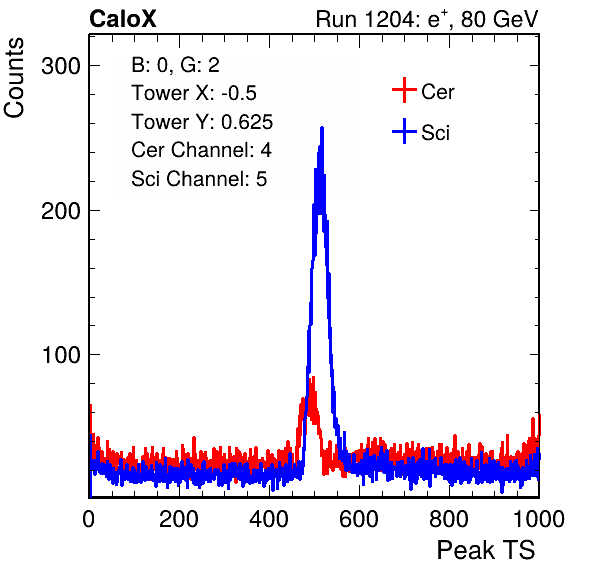 CaloX Run 1204: e⁺, 80 GeV
Counts
B: 0, G: 2
Tower X: -0.5
Tower Y: 0.625
Cer Channel: 4
Sci Channel: 5
Cer
Sci
300
200
100
0 200 400 600 800 1000
Peak TS